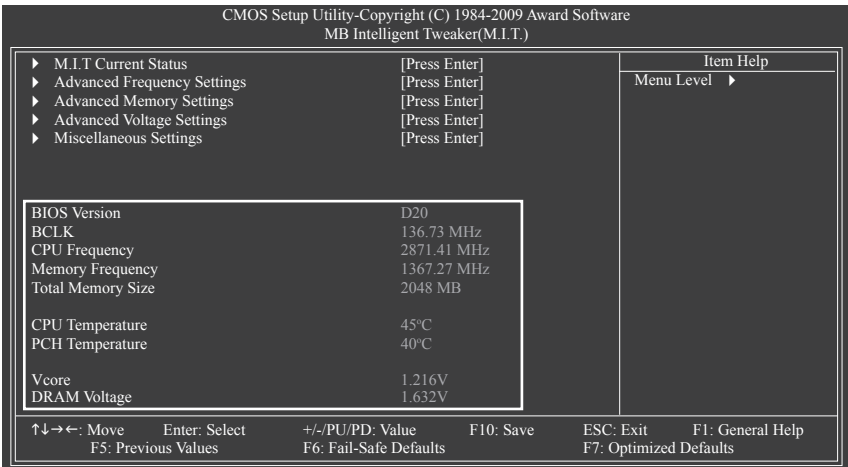 CMOS Setup Utility-Copyright (C) 1984-2009 Award Software
MB Intelligent Tweaker(M.I.T.)
▶ M.I.T Current Status [Press Enter]
▶ Advanced Frequency Settings [Press Enter]
▶ Advanced Memory Settings [Press Enter]
▶ Advanced Voltage Settings [Press Enter]
▶ Miscellaneous Settings [Press Enter]
Item Help
Menu Level ▶
BIOS Version D20
BCLK 136.73 MHz
CPU Frequency 2871.41 MHz
Memory Frequency 1367.27 MHz
Total Memory Size 2048 MB
CPU Temperature 45°C
PCH Temperature 40°C
Vcore 1.216V
DRAM Voltage 1.632V
↑↓→←: Move Enter: Select +/-/PU/PD: Value F10: Save ESC: Exit F1: General Help
F5: Previous Values F6: Fail-Safe Defaults F7: Optimized Defaults